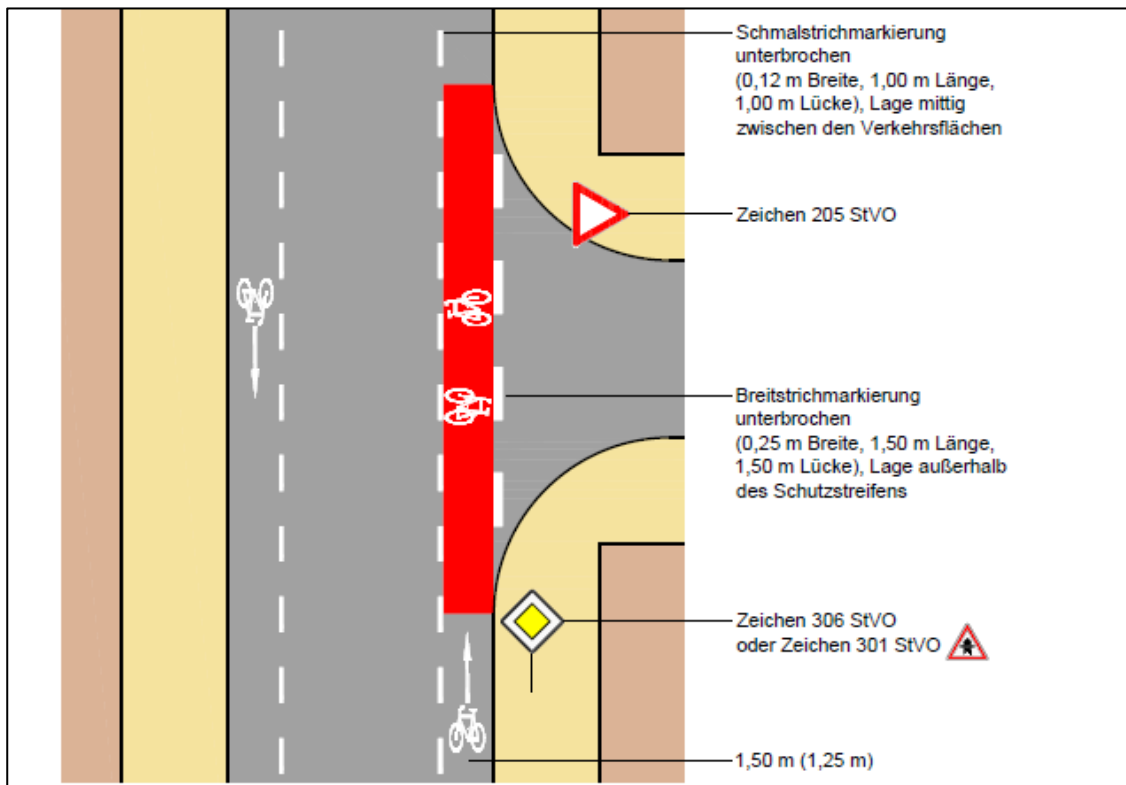 Schmalstrichmarkierung
unterbrochen
(0,12 m Breite, 1,00 m Länge,
1,00 m Lücke), Lage mittig
zwischen den Verkehrsflächen
Zeichen 205 StVO
Breitstrichmarkierung
unterbrochen
(0,25 m Breite, 1,50 m Länge,
1,50 m Lücke), Lage außerhalb
des Schutzstreifens
Zeichen 306 StVO
oder Zeichen 301 StVO
1,50 m (1,25 m)